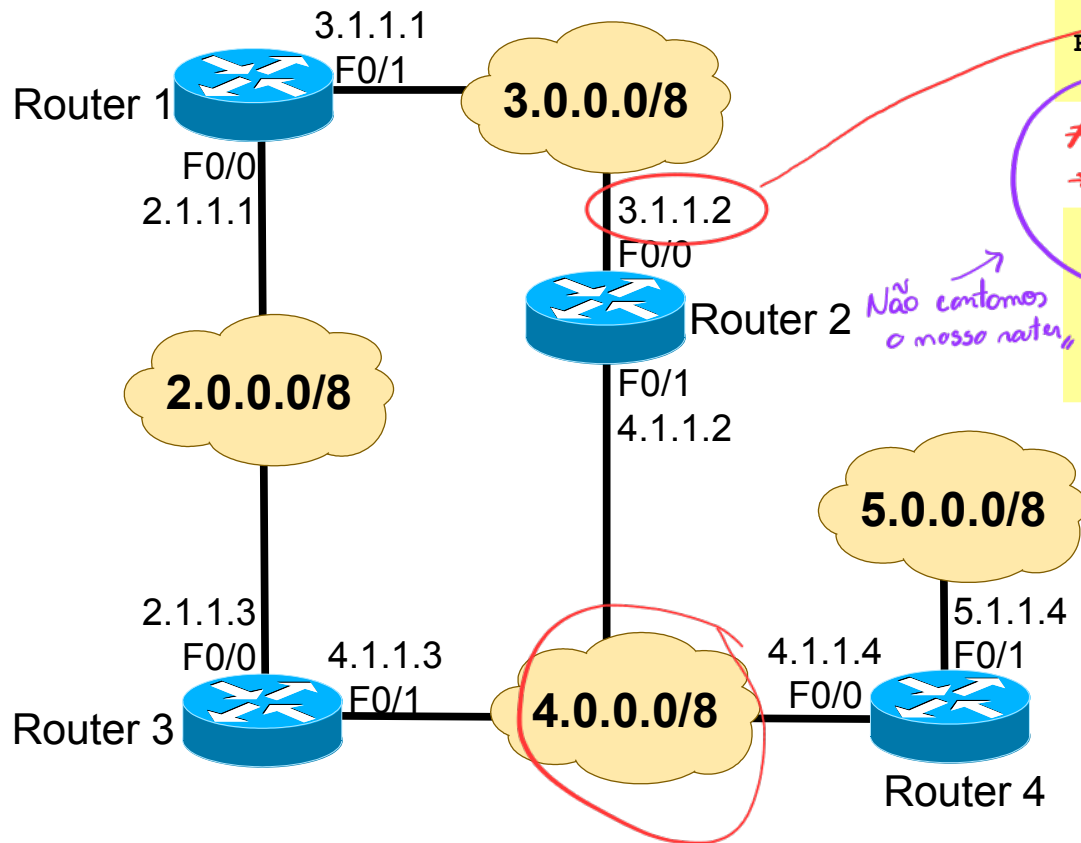 3.1.1.1
F0/1
Router 1
3.0.0.0/8
F0/0
2.1.1.1
3.1.1.2
F0/0
Router 2
Não contamos
o nosso router,,
F0/1
4.1.1.2
2.0.0.0/8
5.0.0.0/8
2.1.1.3
F0/0
4.1.1.3
F0/1
Router 3
4.0.0.0/8
4.1.1.4
F0/0
5.1.1.4
F0/1
Router 4